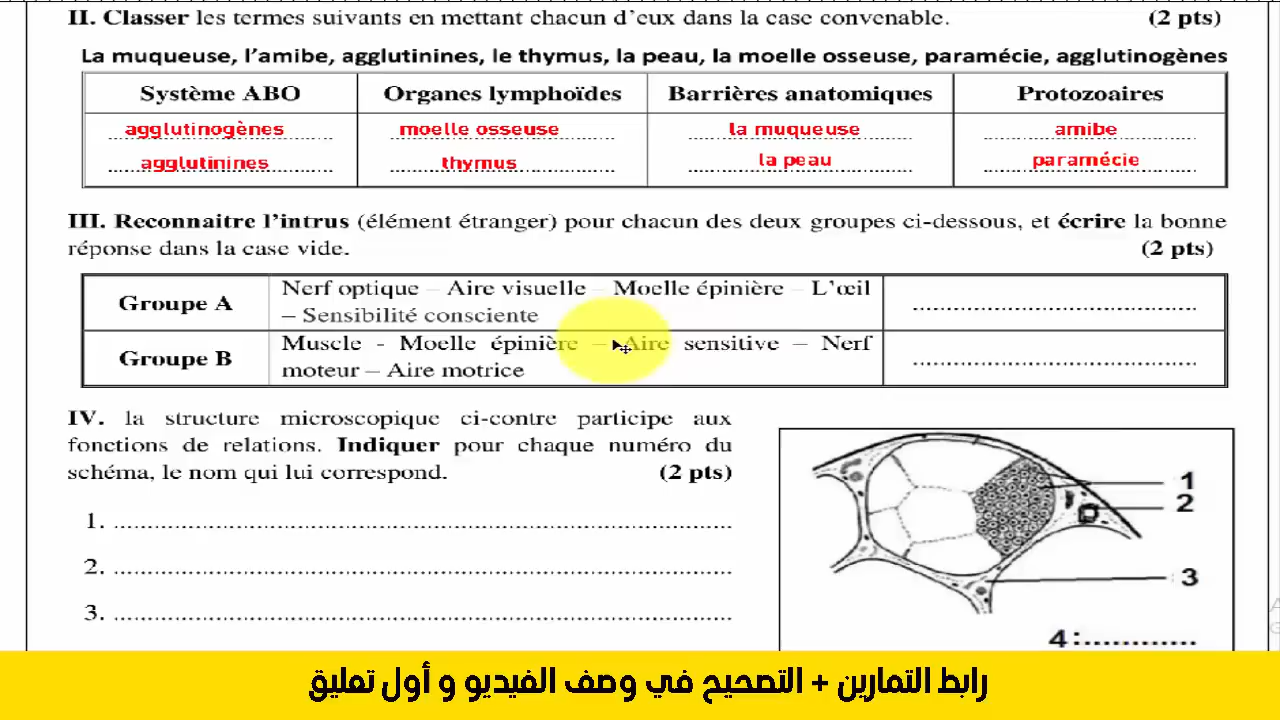 II. Classer les termes suivants en mettant chacun d'eux dans la case convenable. (2 pts)
La muqueuse, l'amibe, agglutinines, le thymus, la peau, la moelle osseuse, paramécie, agglutinogènes
Système ABO Organes lymphoïdes Barrières anatomiques Protozoaires
agglutinogènes moelle osseuse la muqueuse amibe
agglutinines thymus la peau paramécie
III. Reconnaitre l'intrus (élément étranger) pour chacun des deux groupes ci-dessous, et écrire la bonne
réponse dans la case vide. (2 pts)
Groupe A
Nerf optique – Aire visuelle – Moelle épinière – L'œil
– Sensibilité consciente
Groupe B
Muscle - Moelle épinière – Aire sensitive – Nerf
moteur – Aire motrice
IV. la structure microscopique ci-contre participe aux
fonctions de relations. Indiquer pour chaque numéro du
schéma, le nom qui lui correspond. (2 pts)
1. ....................
2. ....................
3. ....................
1
2
3
4:............
رابط التمارين + التصحيح في وصف الفيديو و أول تعليق